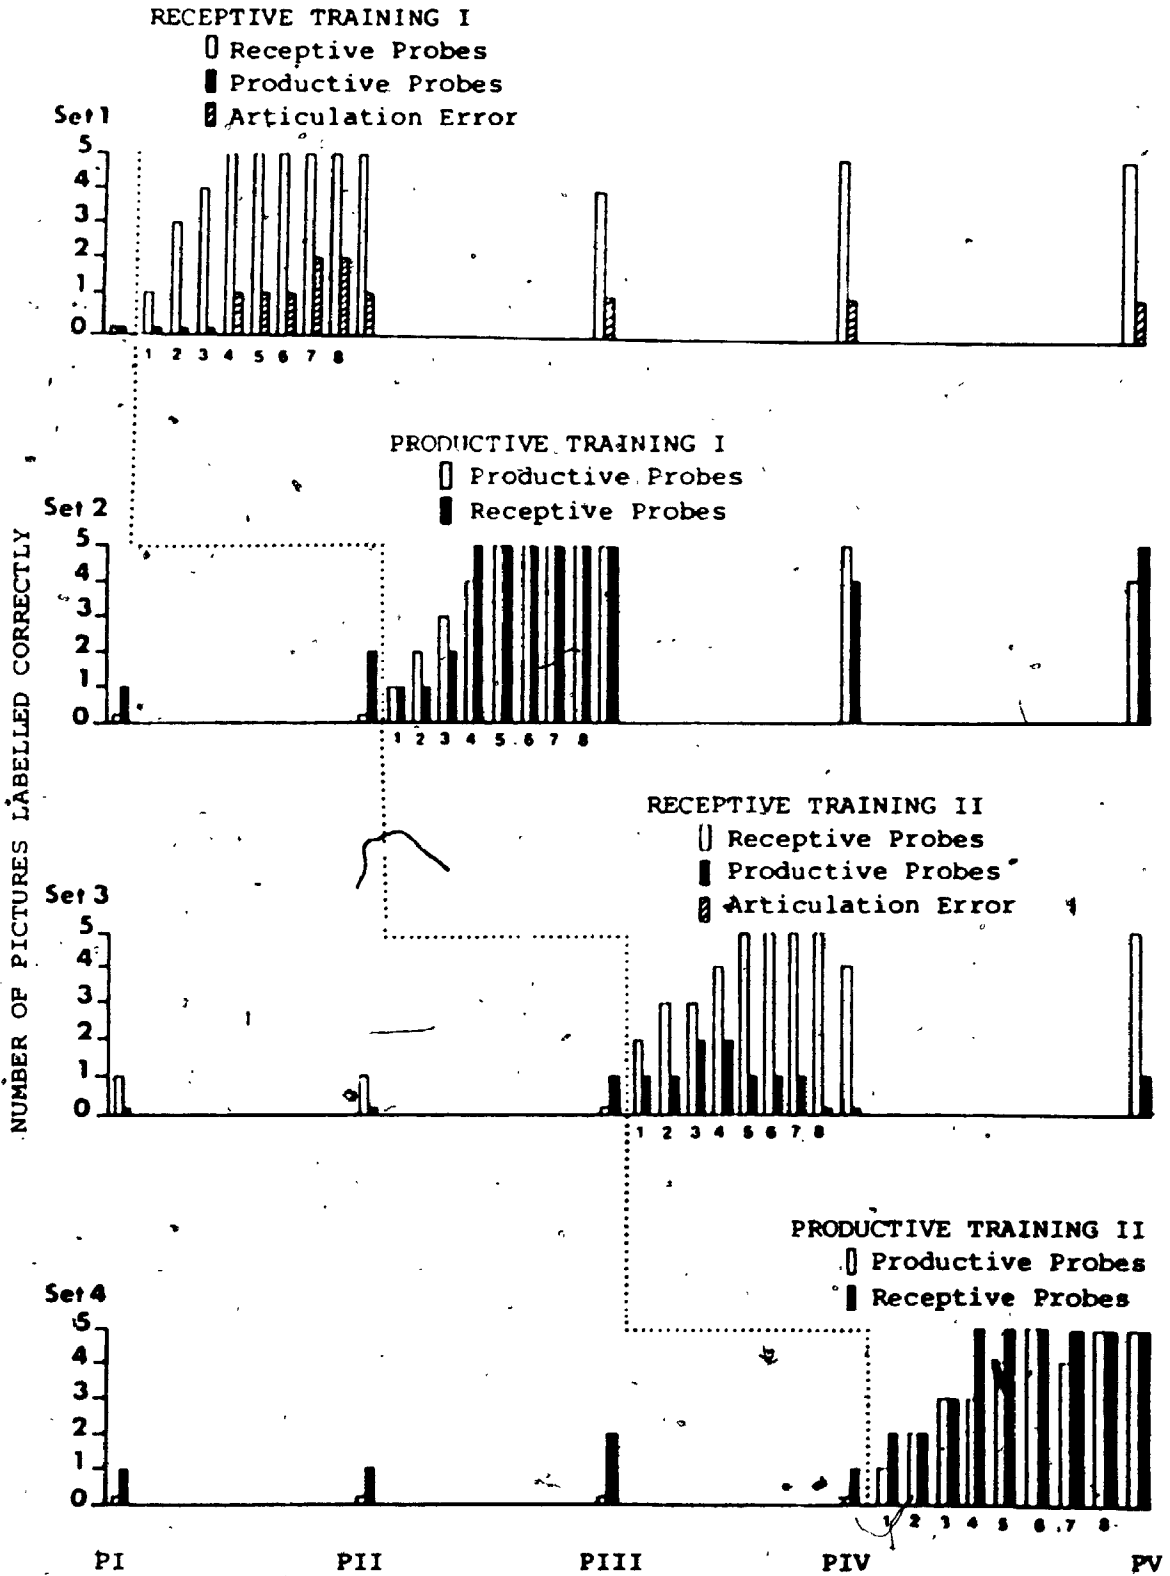 RECEPTIVE TRAINING I
Receptive Probes
Productive Probes
Articulation Error
Set 1
5
4
3
2
1
0
1 2 3 4 5 6 7 8
PRODUCTIVE TRAINING I
Productive Probes
Receptive Probes
Set 2
5
4
3
2
1
0
1 2 3 4 5 6 7 8
RECEPTIVE TRAINING II
Receptive Probes
Productive Probes
Articulation Error
Set 3
5
4
3
2
1
0
1 2 3 4 5 6 7 8
PRODUCTIVE TRAINING II
Productive Probes
Receptive Probes
Set 4
5
4
3
2
1
0
1 2 3 4 5 6 7 8
PI PII PIII PIV PV
NUMBER OF PICTURES LABELLED CORRECTLY